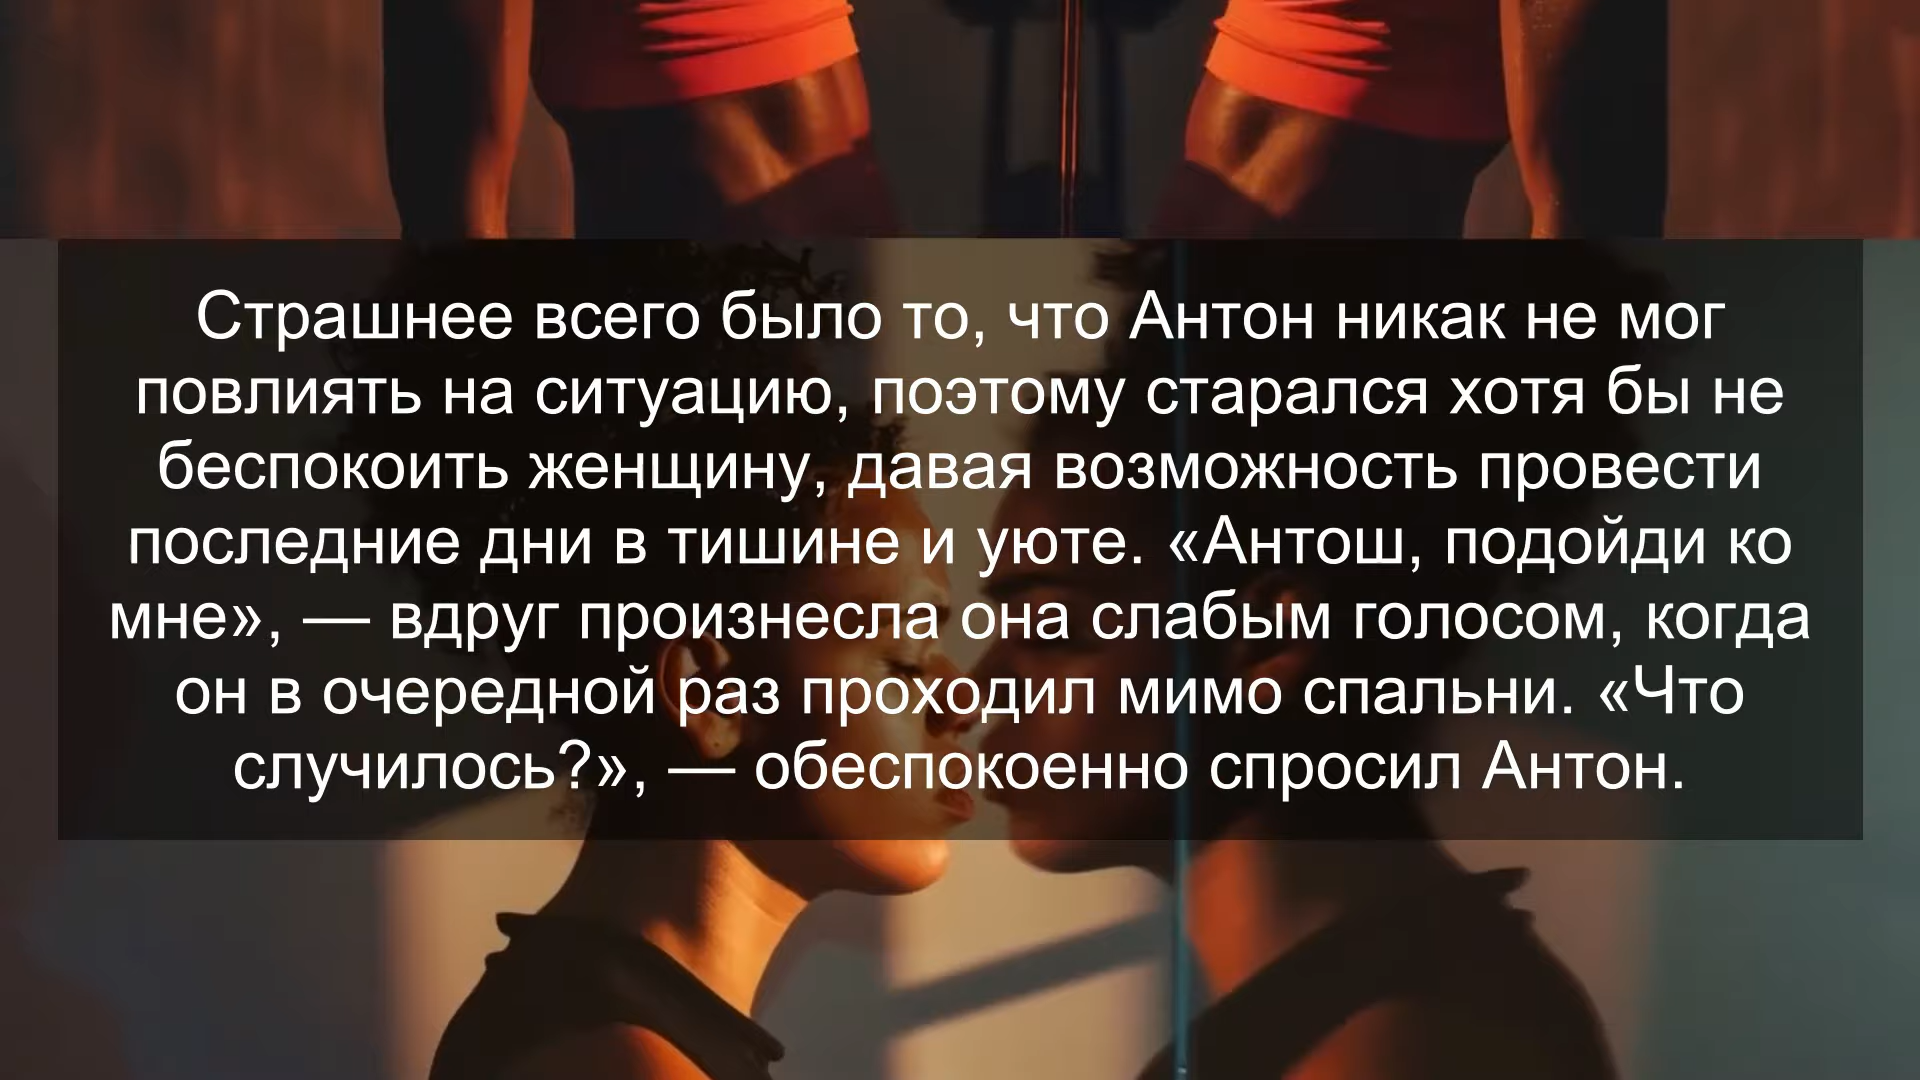 Страшнее всего было то, что Антон никак не мог
повлиять на ситуацию, поэтому старался хотя бы не
беспокоить женщину, давая возможность провести
последние дни в тишине и уюте. «Антош, подойди ко
мне», — вдруг произнесла она слабым голосом, когда
он в очередной раз проходил мимо спальни. «Что
случилось?», — обеспокоенно спросил Антон.